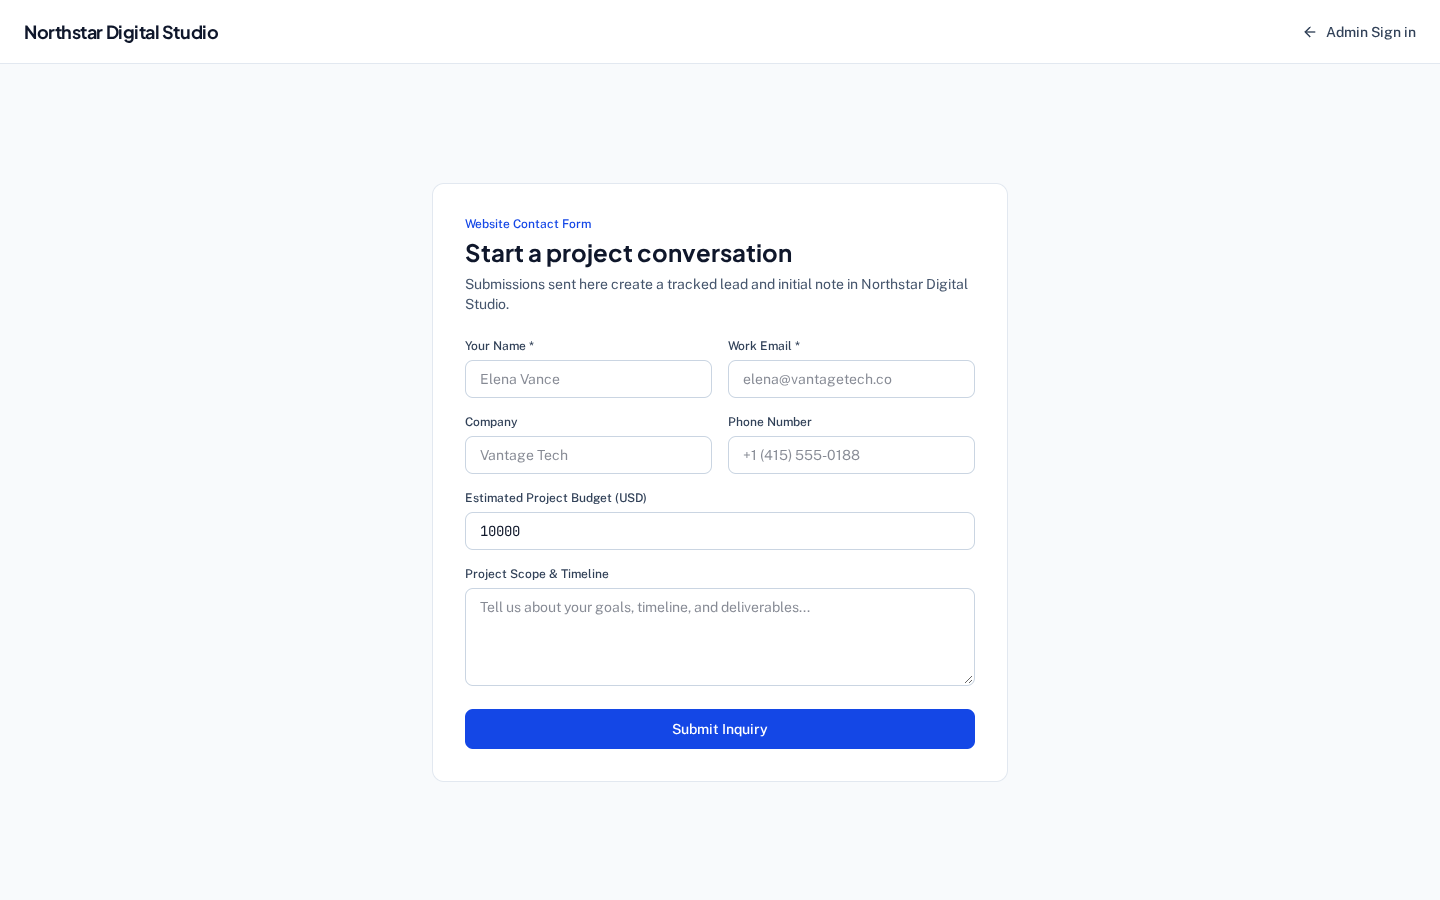 Northstar Digital Studio
Admin Sign in
Website Contact Form
Start a project conversation
Submissions sent here create a tracked lead and initial note in Northstar Digital
Studio.
Your Name *
Work Email *
Elena Vance
elena@vantagetech.co
Company
Phone Number
Vantage Tech
+1 (415) 555-0188
Estimated Project Budget (USD)
10000
Project Scope & Timeline
Tell us about your goals, timeline, and deliverables...
Submit Inquiry